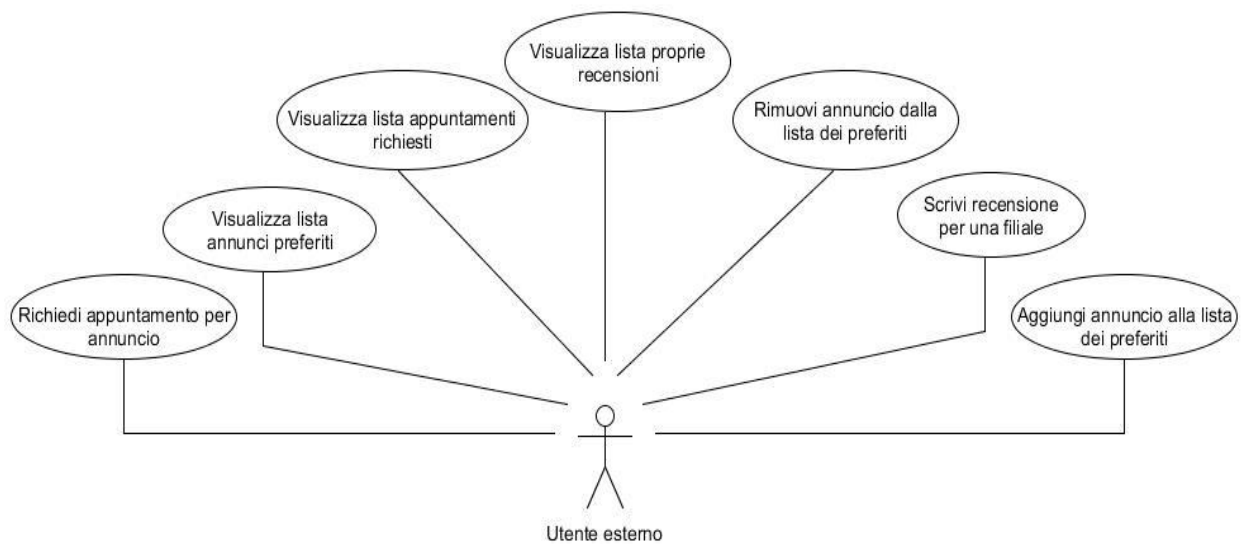 Visualizza lista proprie
recensioni
Visualizza lista appuntamenti
richiesti
Rimuovi annuncio dalla
lista dei preferiti
Visualizza lista
annunci preferiti
Scrivi recensione
per una filiale
Richiedi appuntamento per
annuncio
Aggiungi annuncio alla lista
dei preferiti
Utente esterno